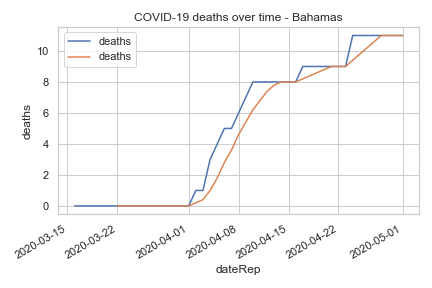 COVID-19 deaths over time - Bahamas
deaths
deaths
deaths
10
8
6
4
2
0
2020-03-15
2020-03-22
2020-04-01
2020-04-08
2020-04-15
2020-04-22
2020-05-01
dateRep